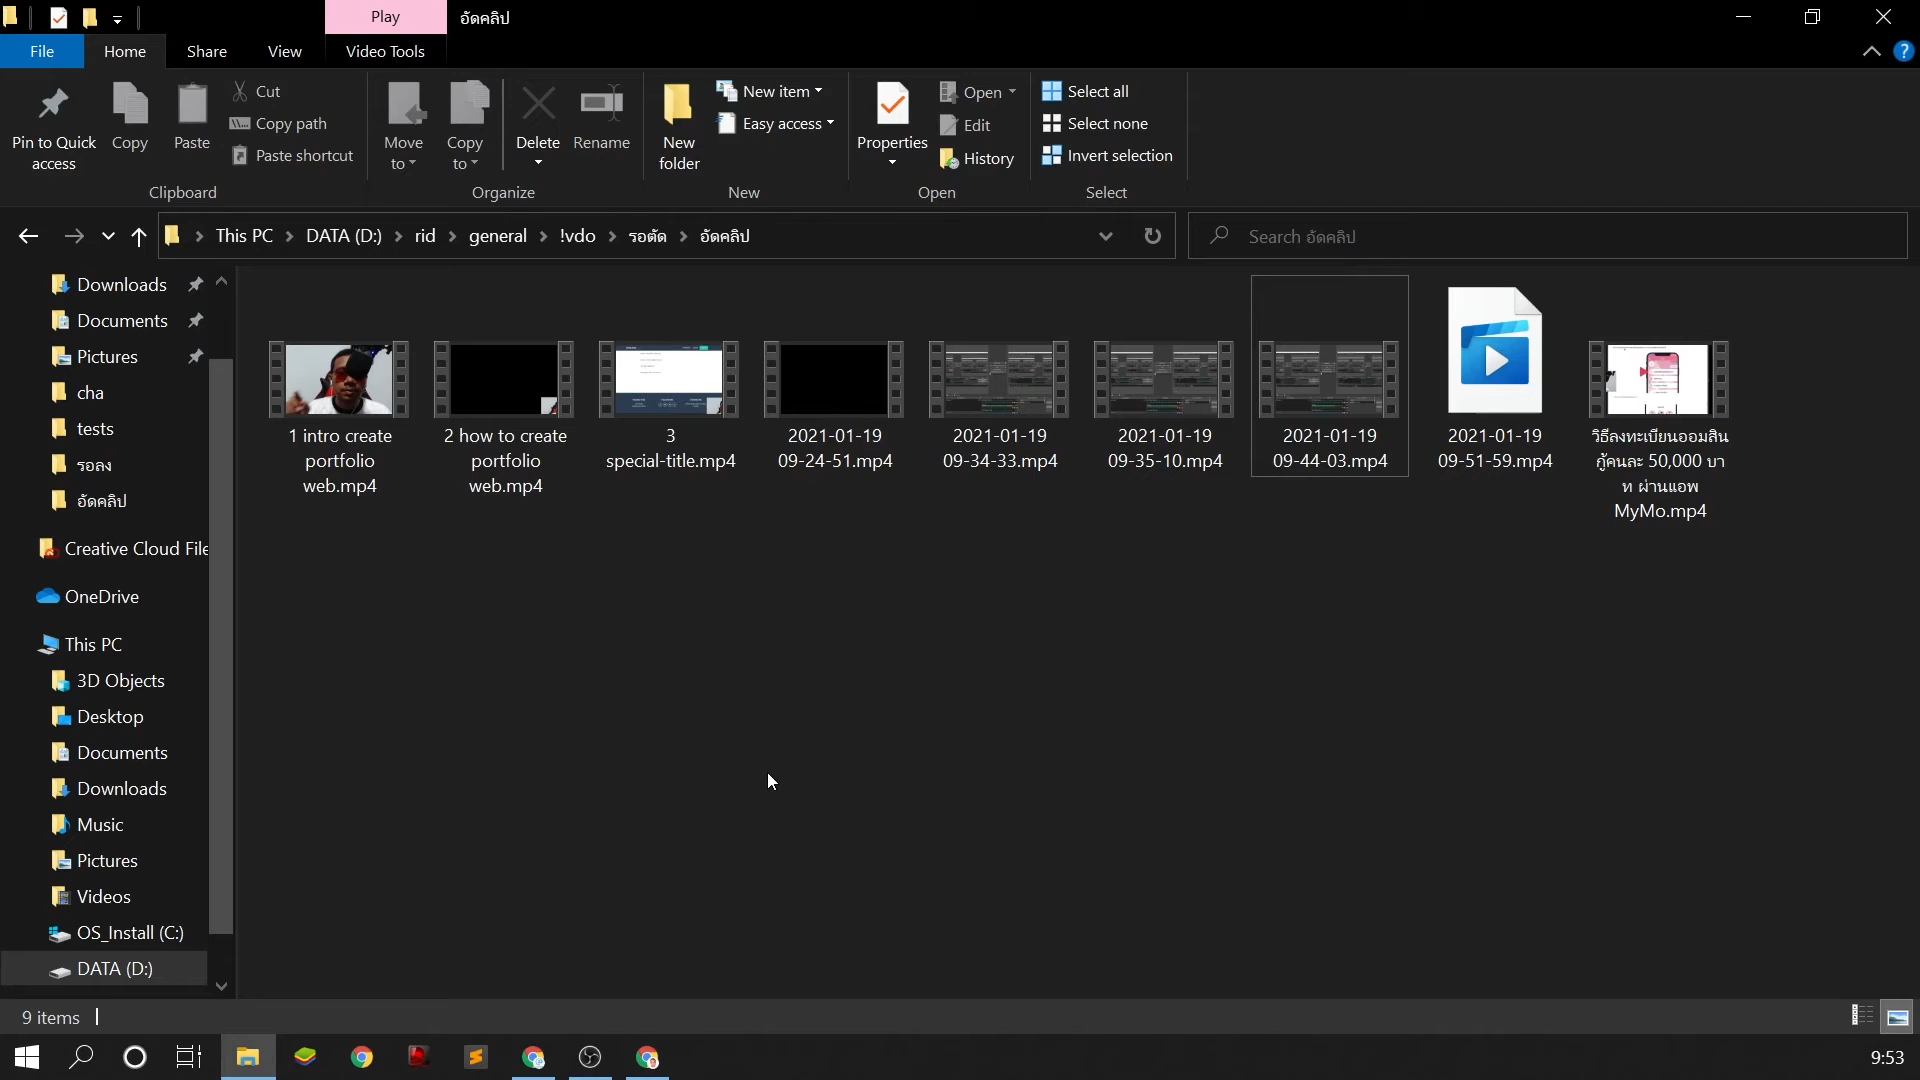 Play
อัดคลิป
File
Home
Share
View
Video Tools
Pin to Quick
access
Copy
Paste
Cut
Copy path
Paste shortcut
Clipboard
Move
to
Copy
to
Delete
Rename
Organize
New
folder
New item
Easy access
New
Properties
Open
Edit
History
Open
Select all
Select none
Invert selection
Select
This PC
DATA (D:)
rid
general
!vdo
รอตัด
อัดคลิป
Search อัดคลิป
Downloads
Documents
Pictures
cha
tests
รอลง
อัดคลิป
Creative Cloud File
OneDrive
This PC
3D Objects
Desktop
Documents
Downloads
Music
Pictures
Videos
OS_Install (C:)
DATA (D:)
1 intro create
portfolio
web.mp4
2 how to create
portfolio
web.mp4
3
special-title.mp4
2021-01-19
09-24-51.mp4
2021-01-19
09-34-33.mp4
2021-01-19
09-35-10.mp4
2021-01-19
09-44-03.mp4
2021-01-19
09-51-59.mp4
วิธีลงทะเบียนออมสิน
กู้คนละ 50,000 บา
ท ผ่านแอพ
MyMo.mp4
9 items
9:53